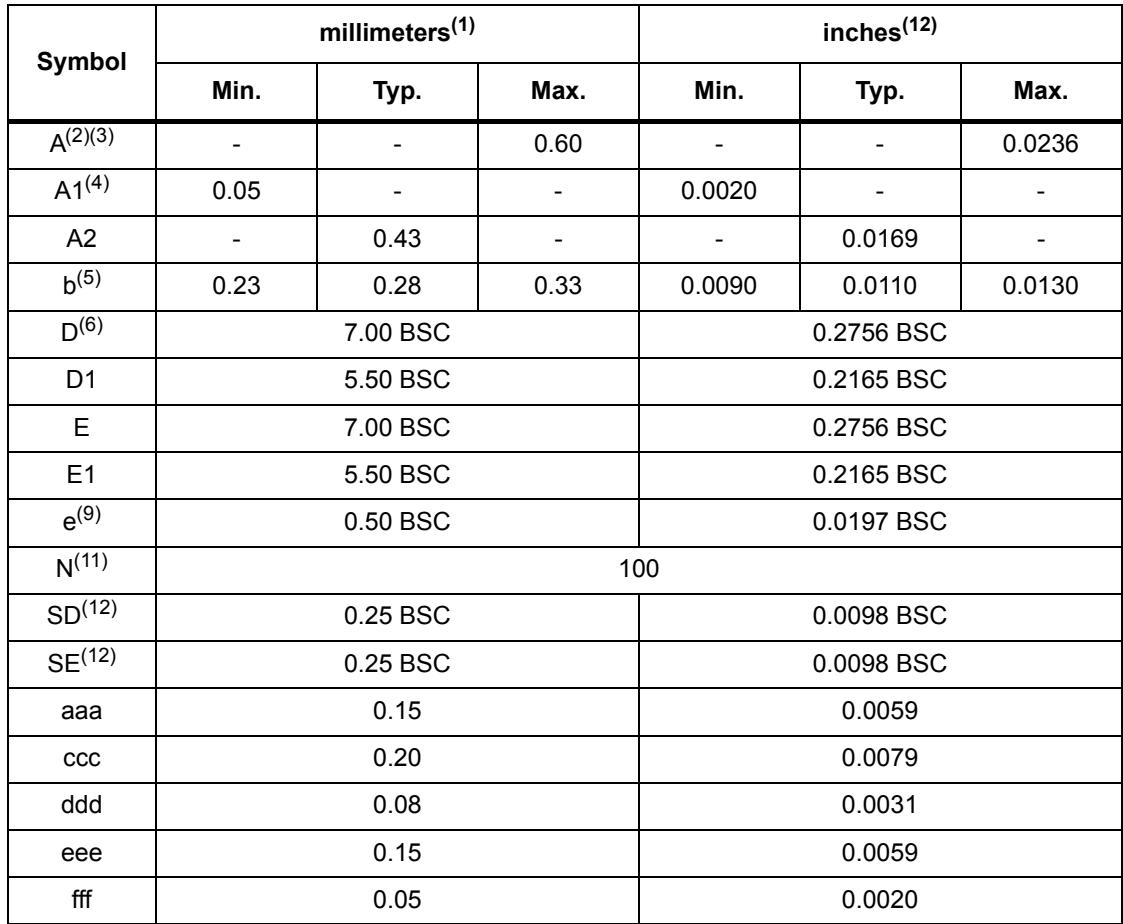 Symbol millimeters(1) inches(12)
Min. Typ. Max. Min. Typ. Max.
A(2)(3) - - 0.60 - - 0.0236
A1(4) 0.05 - - 0.0020 - -
A2 - 0.43 - - 0.0169 -
b(5) 0.23 0.28 0.33 0.0090 0.0110 0.0130
D(6) 7.00 BSC 0.2756 BSC
D1 5.50 BSC 0.2165 BSC
E 7.00 BSC 0.2756 BSC
E1 5.50 BSC 0.2165 BSC
e(9) 0.50 BSC 0.0197 BSC
N(11) 100
SD(12) 0.25 BSC 0.0098 BSC
SE(12) 0.25 BSC 0.0098 BSC
aaa 0.15 0.0059
ccc 0.20 0.0079
ddd 0.08 0.0031
eee 0.15 0.0059
fff 0.05 0.0020